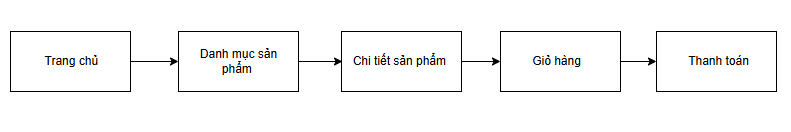 Trang chủ
Danh mục sản
phẩm
Chi tiết sản phẩm
Giỏ hàng
Thanh toán